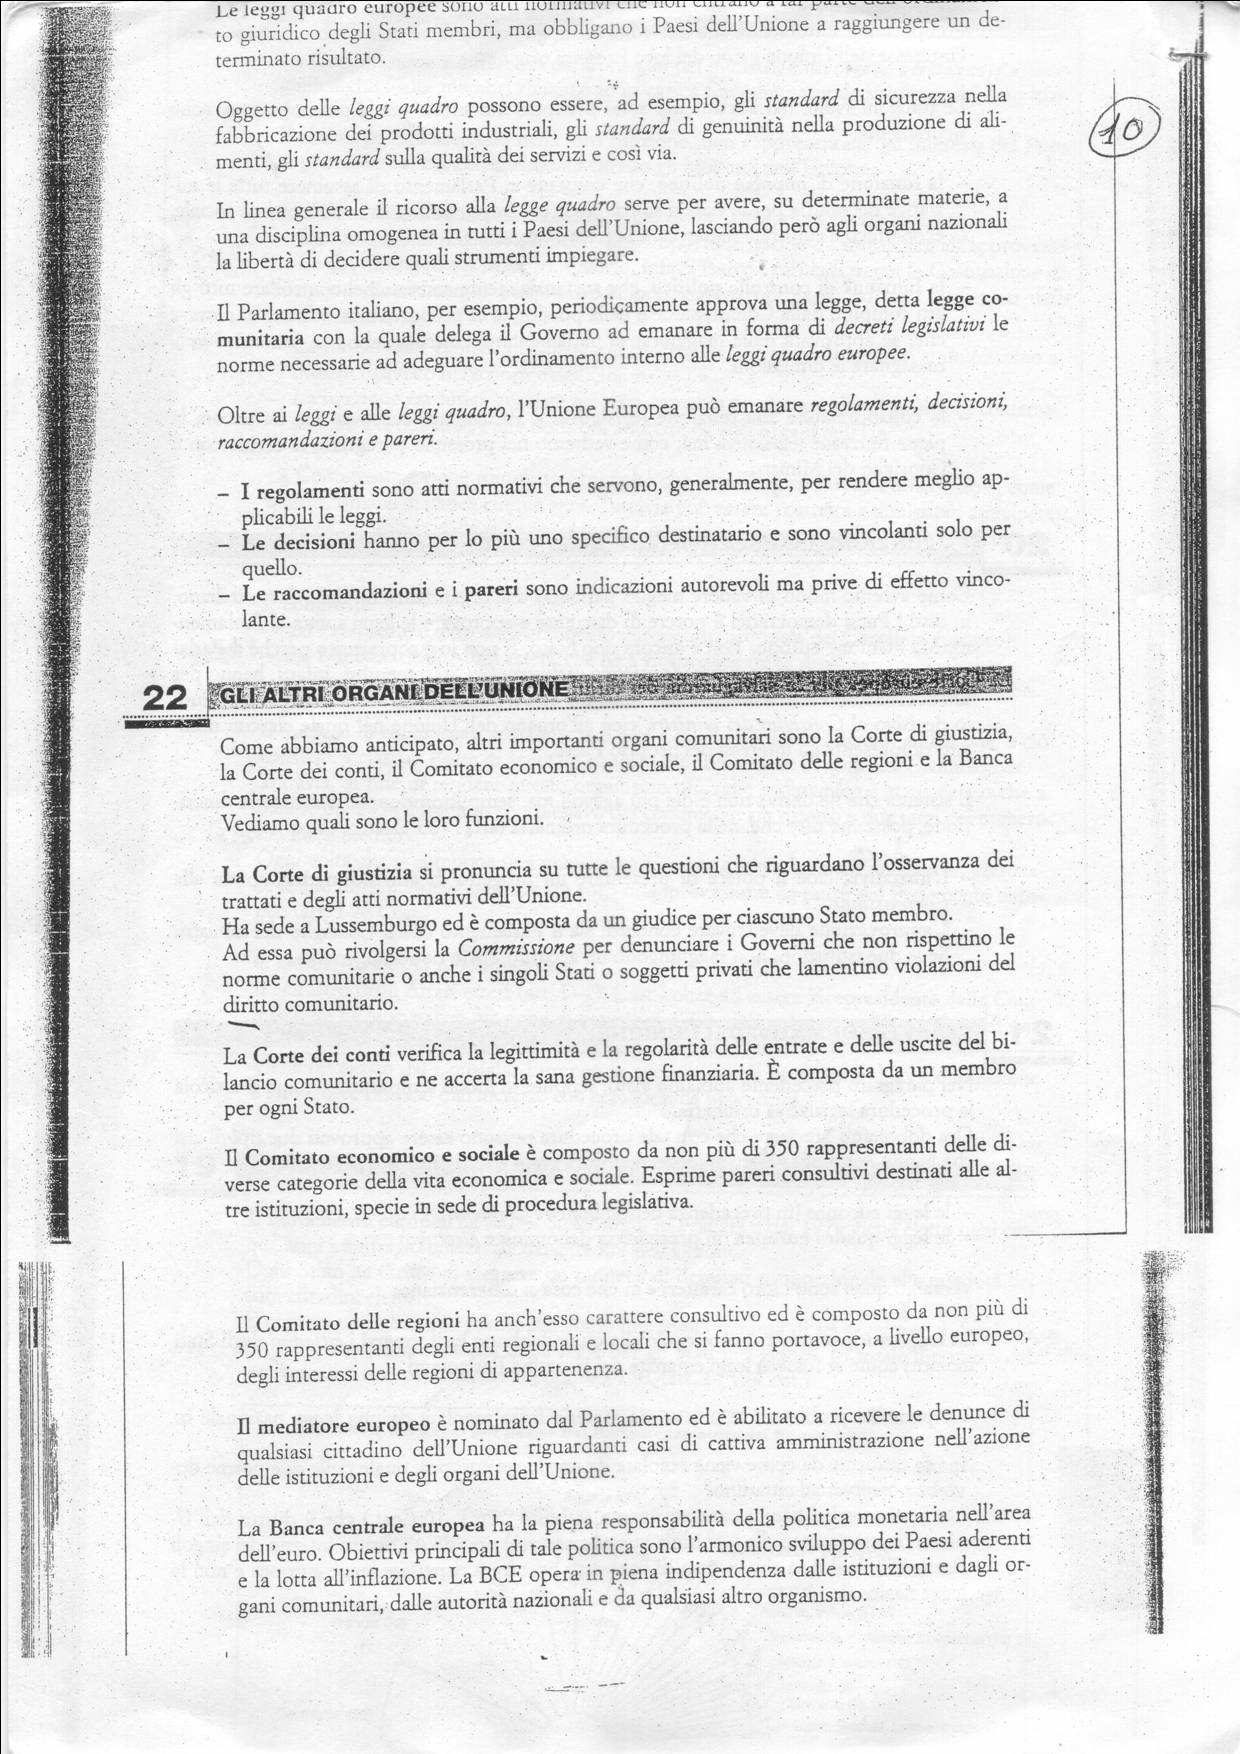 Le leggi quadro europee sono atti normativi che non entrano a far parte dell'ordinamen-
to giuridico degli Stati membri, ma obbligano i Paesi dell'Unione a raggiungere un de-
terminato risultato.
Oggetto delle leggi quadro possono essere, ad esempio, gli standard di sicurezza nella
fabbricazione dei prodotti industriali, gli standard di genuinità nella produzione di ali-
menti, gli standard sulla qualità dei servizi e così via.
10
In linea generale il ricorso alla legge quadro serve per avere, su determinate materie, a
una disciplina omogenea in tutti i Paesi dell'Unione, lasciando però agli organi nazionali
la libertà di decidere quali strumenti impiegare.
Il Parlamento italiano, per esempio, periodicamente approva una legge, detta legge co-
munitaria con la quale delega il Governo ad emanare in forma di decreti legislativi le
norme necessarie ad adeguare l'ordinamento interno alle leggi quadro europee.
Oltre ai leggi e alle leggi quadro, l'Unione Europea può emanare regolamenti, decisioni,
raccomandazioni e pareri.
– I regolamenti sono atti normativi che servono, generalmente, per rendere meglio ap-
plicabili le leggi.
– Le decisioni hanno per lo più uno specifico destinatario e sono vincolanti solo per
quello.
– Le raccomandazioni e i pareri sono indicazioni autorevoli ma prive di effetto vinco-
lante.
22 GLI ALTRI ORGANI DELL'UNIONE
Come abbiamo anticipato, altri importanti organi comunitari sono la Corte di giustizia,
la Corte dei conti, il Comitato economico e sociale, il Comitato delle regioni e la Banca
centrale europea.
Vediamo quali sono le loro funzioni.
La Corte di giustizia si pronuncia su tutte le questioni che riguardano l'osservanza dei
trattati e degli atti normativi dell'Unione.
Ha sede a Lussemburgo ed è composta da un giudice per ciascuno Stato membro.
Ad essa può rivolgersi la Commissione per denunciare i Governi che non rispettino le
norme comunitarie o anche i singoli Stati o soggetti privati che lamentino violazioni del
diritto comunitario.
La Corte dei conti verifica la legittimità e la regolarità delle entrate e delle uscite del bi-
lancio comunitario e ne accerta la sana gestione finanziaria. È composta da un membro
per ogni Stato.
Il Comitato economico e sociale è composto da non più di 350 rappresentanti delle di-
verse categorie della vita economica e sociale. Esprime pareri consultivi destinati alle al-
tre istituzioni, specie in sede di procedura legislativa.
Il Comitato delle regioni ha anch'esso carattere consultivo ed è composto da non più di
350 rappresentanti degli enti regionali e locali che si fanno portavoce, a livello europeo,
degli interessi delle regioni di appartenenza.
Il mediatore europeo è nominato dal Parlamento ed è abilitato a ricevere le denunce di
qualsiasi cittadino dell'Unione riguardanti casi di cattiva amministrazione nell'azione
delle istituzioni e degli organi dell'Unione.
La Banca centrale europea ha la piena responsabilità della politica monetaria nell'area
dell'euro. Obiettivi principali di tale politica sono l'armonico sviluppo dei Paesi aderenti
e la lotta all'inflazione. La BCE opera in piena indipendenza dalle istituzioni e dagli or-
gani comunitari, dalle autorità nazionali e da qualsiasi altro organismo.